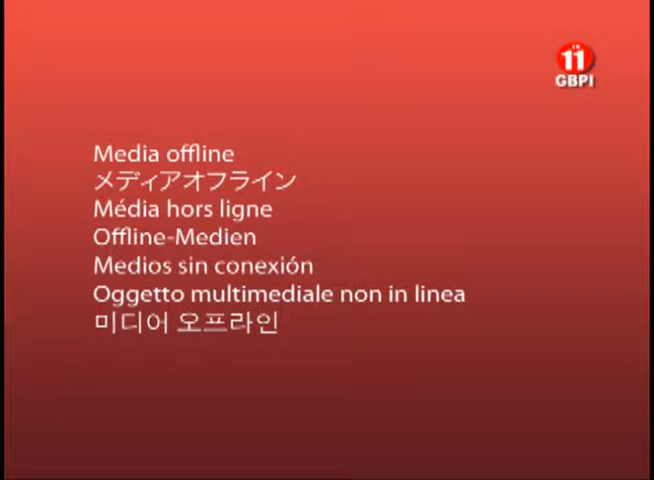 TV
11
GBPI
Media offline
メディアオフライン
Média hors ligne
Offline-Medien
Medios sin conexión
Oggetto multimediale non in linea
미디어 오프라인